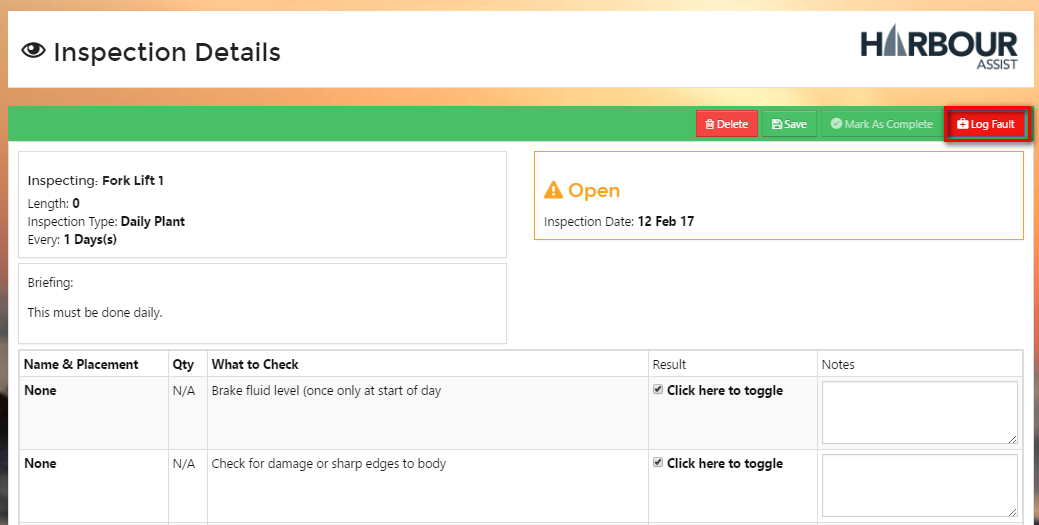 Inspection Details
HARBOUR
ASSIST
Delete
Save
Mark As Complete
Log Fault
Inspecting: Fork Lift 1
Length: 0
Inspection Type: Daily Plant
Every: 1 Days(s)
Open
Inspection Date: 12 Feb 17
Briefing:
This must be done daily.
Name & Placement Qty What to Check Result Notes
None N/A Brake fluid level (once only at start of day Click here to toggle
None N/A Check for damage or sharp edges to body Click here to toggle